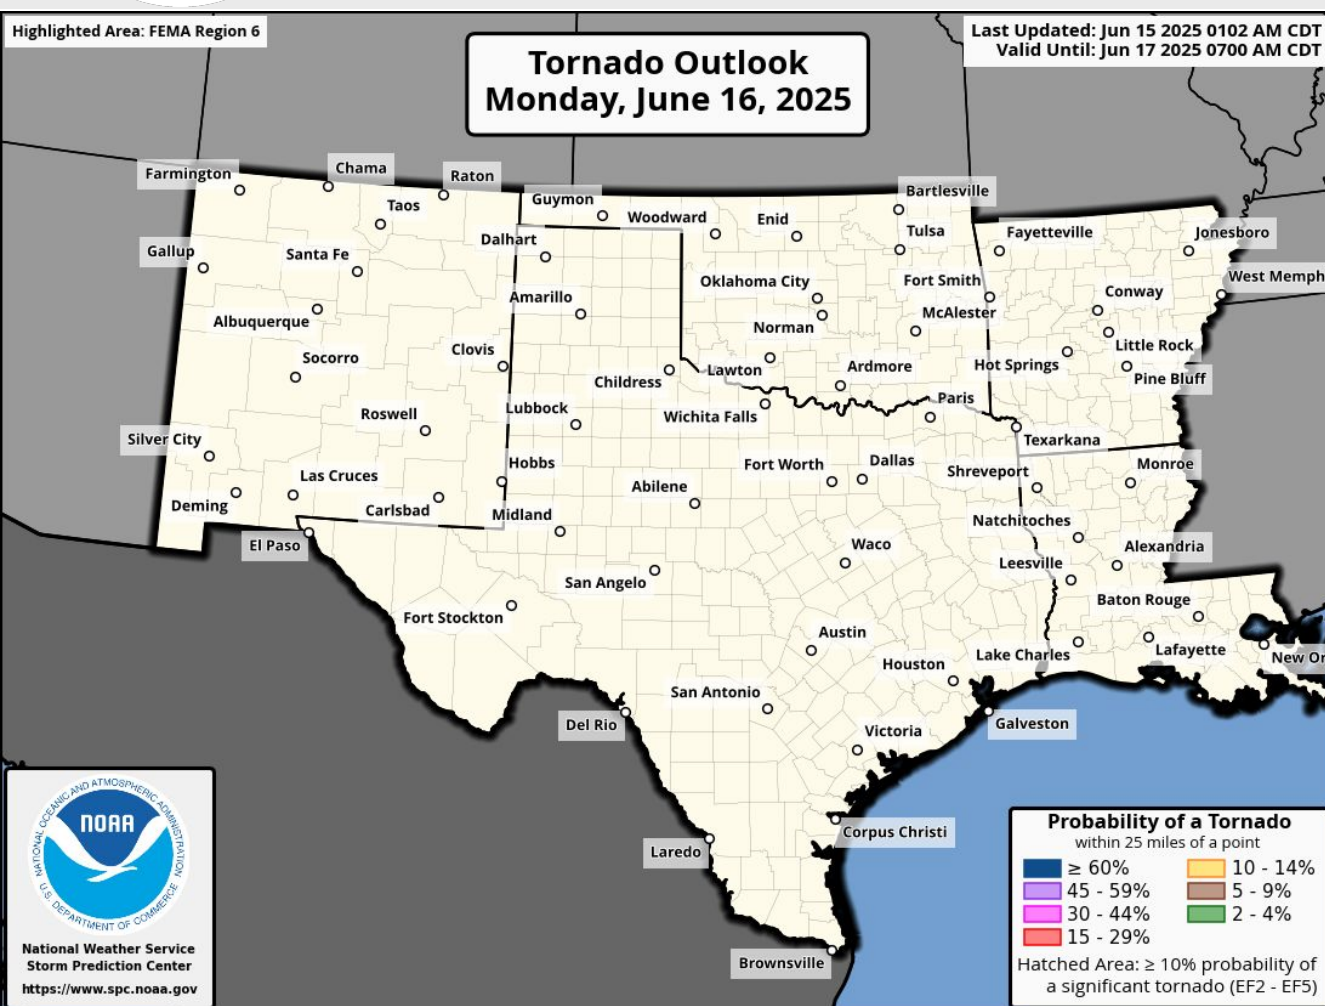 Highlighted Area: FEMA Region 6
Tornado Outlook
Monday, June 16, 2025
Last Updated: Jun 15 2025 0102 AM CDT
Valid Until: Jun 17 2025 0700 AM CDT
Farmington
Chama
Raton
Taos
Guymon
Woodward
Enid
Bartlesville
Tulsa
Fayetteville
Jonesboro
Gallup
Santa Fe
Dalhart
Oklahoma City
Fort Smith
West Memph
Albuquerque
Amarillo
Norman
McAlester
Conway
Little Rock
Socorro
Clovis
Childress
Lawton
Ardmore
Hot Springs
Pine Bluff
Roswell
Lubbock
Wichita Falls
Paris
Texarkana
Silver City
Las Cruces
Hobbs
Abilene
Fort Worth
Dallas
Shreveport
Monroe
Deming
Carlsbad
Midland
Natchitoches
El Paso
San Angelo
Waco
Leesville
Alexandria
Fort Stockton
Austin
Baton Rouge
Houston
Lake Charles
Lafayette
New Or
Del Rio
San Antonio
Victoria
Galveston
Laredo
Corpus Christi
Brownsville
NATIONAL OCEANIC AND ATMOSPHERIC ADMINISTRATION
NOAA
U.S. DEPARTMENT OF COMMERCE
National Weather Service
Storm Prediction Center
https://www.spc.noaa.gov
Probability of a Tornado
within 25 miles of a point
≥ 60%
45 - 59%
30 - 44%
15 - 29%
10 - 14%
5 - 9%
2 - 4%
Hatched Area: ≥ 10% probability of
a significant tornado (EF2 - EF5)